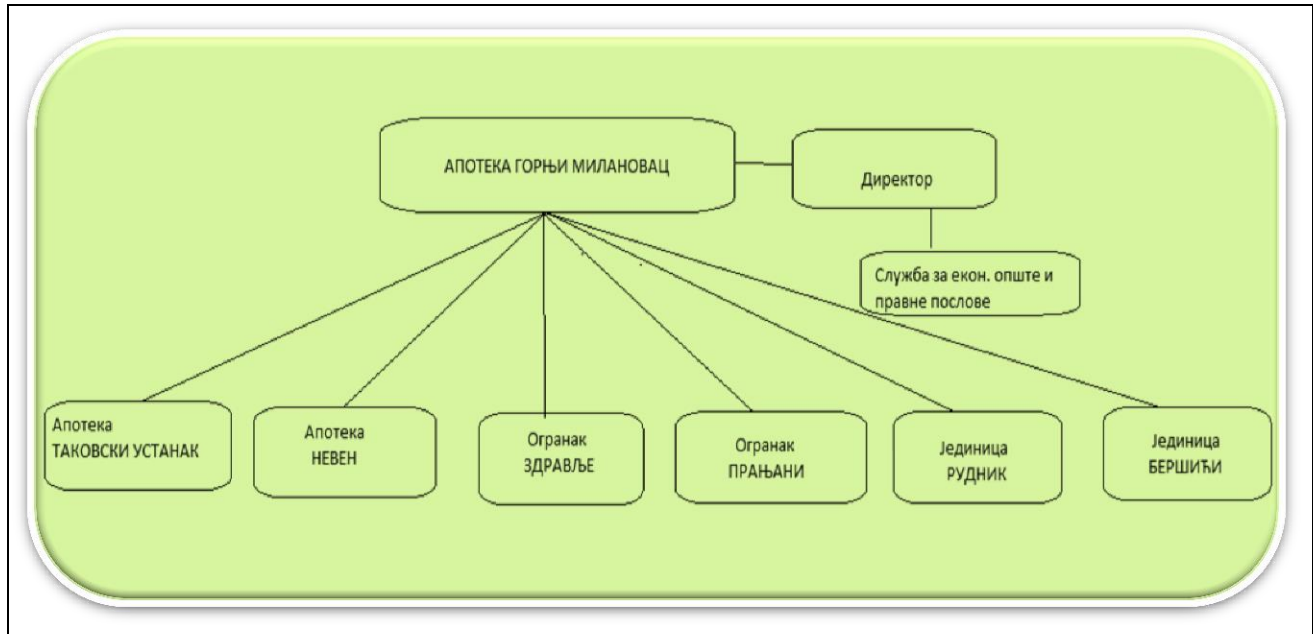 АПОТЕКА ГОРЊИ МИЛАНОВАЦ
Директор
Служба за екон. опште и
правне послове
Апотека
ТАКОВСКИ УСТАНАК
Апотека
НЕВЕН
Огранак
ЗДРАВЉЕ
Огранак
ПРАЊАНИ
Јединица
РУДНИК
Јединица
БЕРШИЋИ